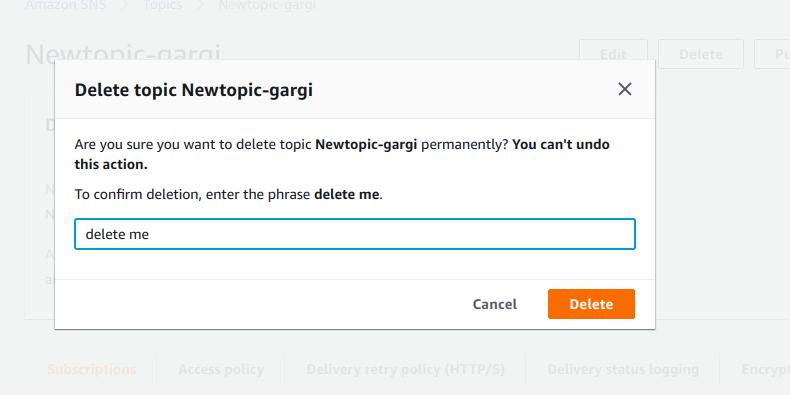 Amazon SNS > Topics > Newtopic-gargi
Newtopic-gargi
Edit Delete
Delete topic Newtopic-gargi
Are you sure you want to delete topic Newtopic-gargi permanently? You can't undo
this action.
To confirm deletion, enter the phrase delete me.
delete me
Cancel Delete
Subscriptions Access policy Delivery retry policy (HTTP/S) Delivery status logging